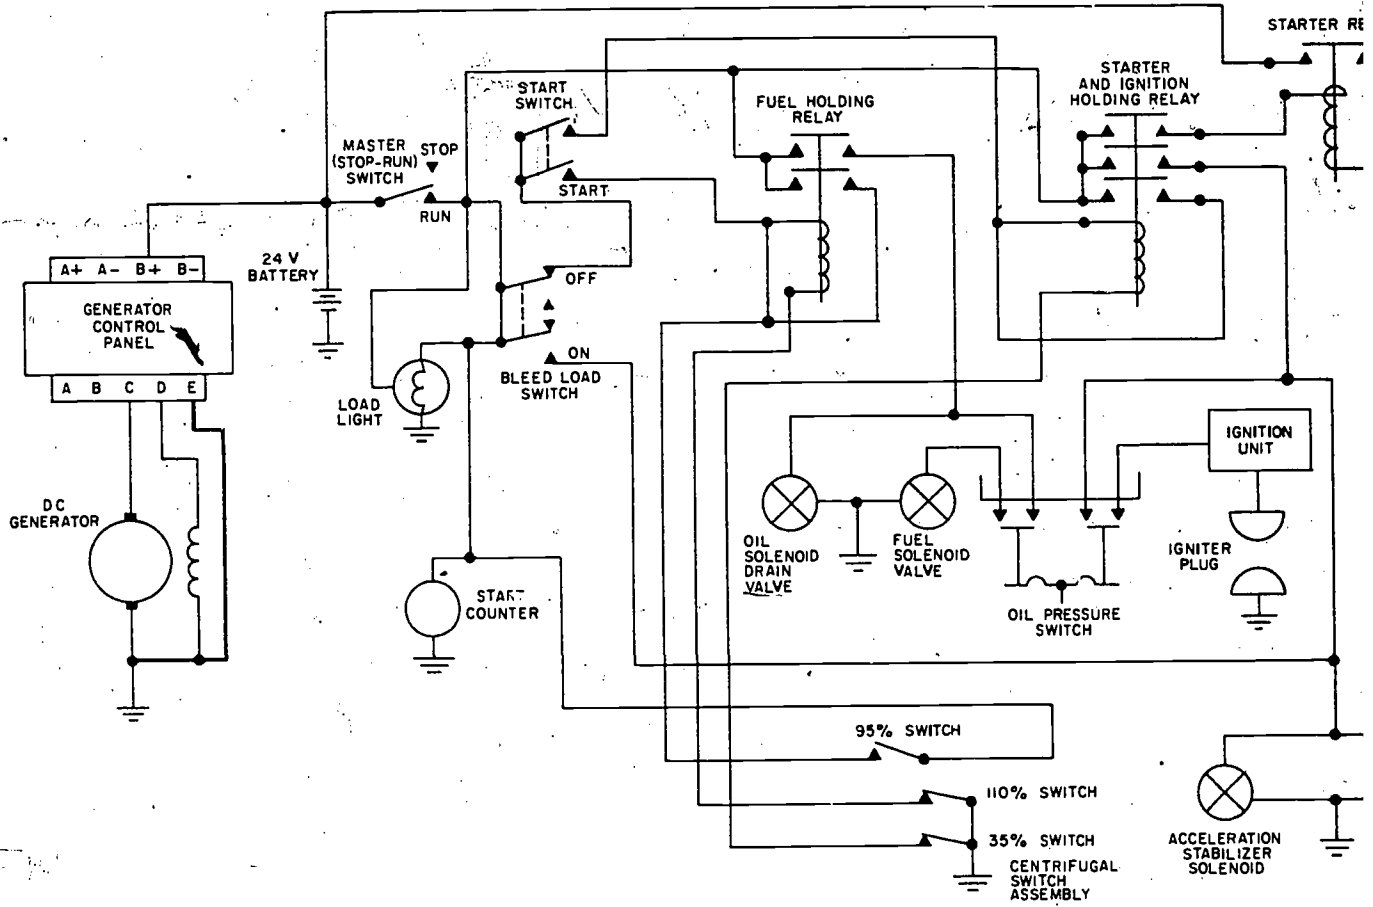 STARTER RE
START
SWITCH
STARTER
AND IGNITION
HOLDING RELAY
FUEL HOLDING
RELAY
MASTER
(STOP-RUN)
SWITCH
STOP
RUN
START
24 V
BATTERY
A+ A- B+ B-
GENERATOR
CONTROL
PANEL
A B C D E
OFF
ON
BLEED LOAD
SWITCH
LOAD
LIGHT
DC
GENERATOR
IGNITION
UNIT
OIL
SOLENOID
DRAIN
VALVE
FUEL
SOLENOID
VALVE
IGNITER
PLUG
OIL PRESSURE
SWITCH
START
COUNTER
95% SWITCH
110% SWITCH
35% SWITCH
CENTRIFUGAL
SWITCH
ASSEMBLY
ACCELERATION
STABILIZER
SOLENOID